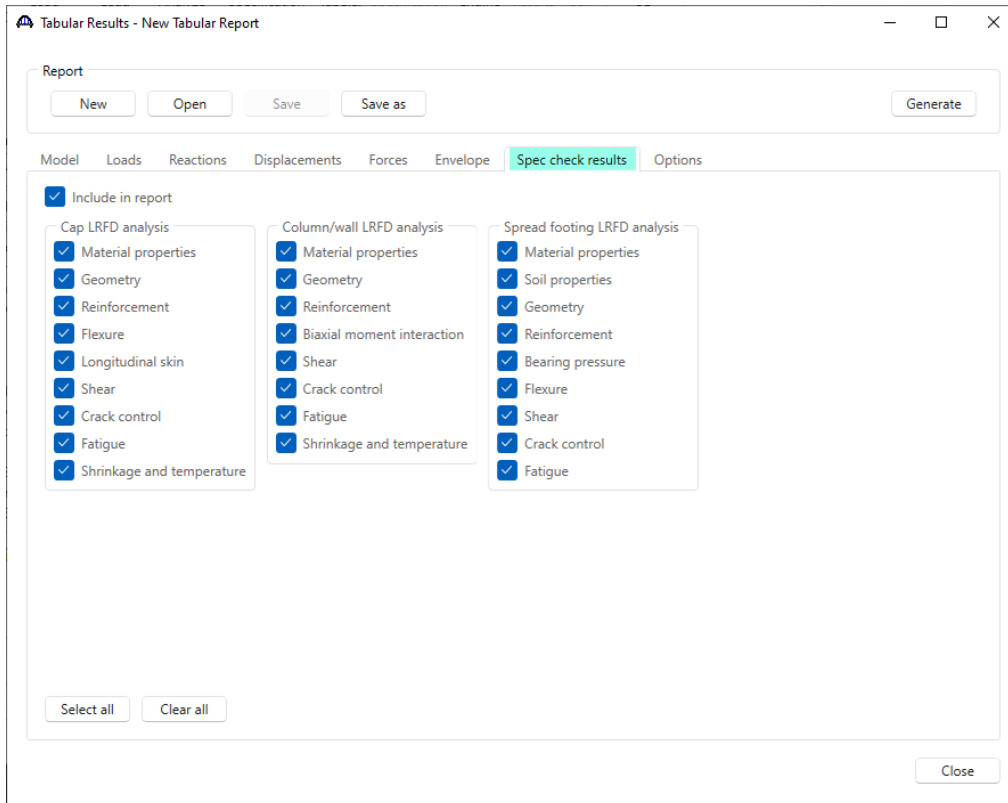 Tabular Results - New Tabular Report
Report
New Open Save Save as Generate
Model Loads Reactions Displacements Forces Envelope Spec check results Options
Include in report
Cap LRFD analysis
Material properties
Geometry
Reinforcement
Flexure
Longitudinal skin
Shear
Crack control
Fatigue
Shrinkage and temperature
Column/wall LRFD analysis
Material properties
Geometry
Reinforcement
Biaxial moment interaction
Shear
Crack control
Fatigue
Shrinkage and temperature
Spread footing LRFD analysis
Material properties
Soil properties
Geometry
Reinforcement
Bearing pressure
Flexure
Shear
Crack control
Fatigue
Select all Clear all
Close